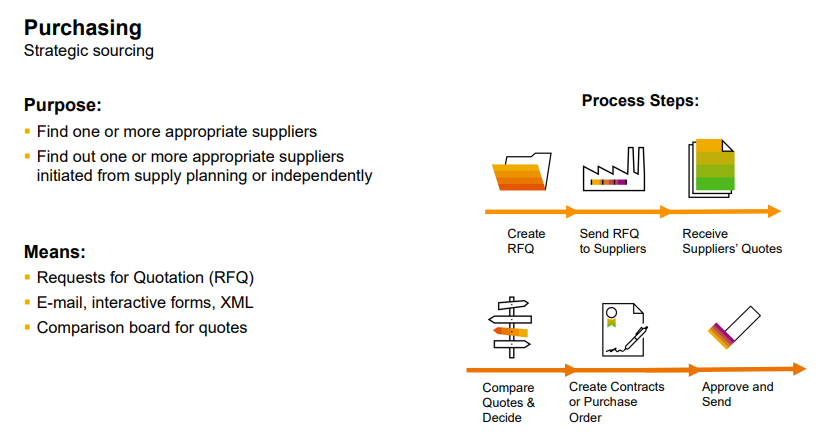 Purchasing
Strategic sourcing
Purpose:
Find one or more appropriate suppliers
Find out one or more appropriate suppliers
initiated from supply planning or independently
Means:
Requests for Quotation (RFQ)
E-mail, interactive forms, XML
Comparison board for quotes
Process Steps:
Create
RFQ
Send RFQ
to Suppliers
Receive
Suppliers' Quotes
Compare
Quotes &
Decide
Create Contracts
or Purchase
Order
Approve and
Send